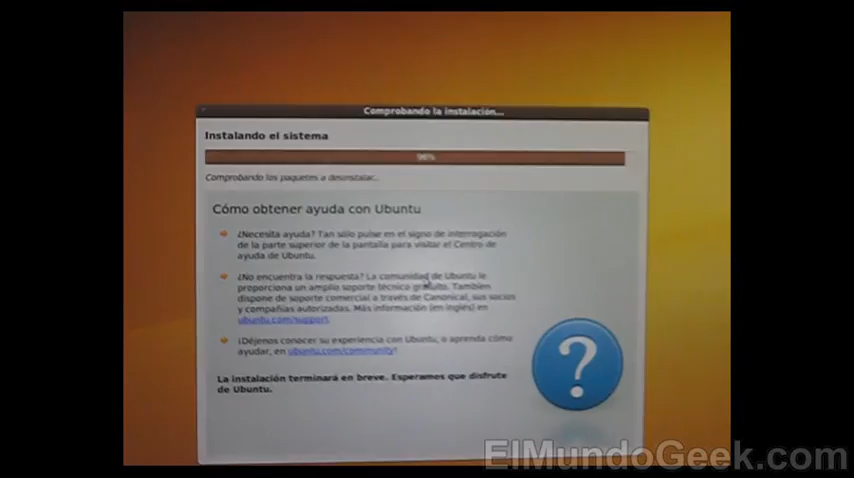 Comprobando la instalación...
Instalando el sistema
96%
Comprobando los paquetes a desinstalar...
Cómo obtener ayuda con Ubuntu
¿Necesita ayuda? Tan sólo pulse en el signo de interrogación
de la parte superior de la pantalla para visitar el Centro de
ayuda de Ubuntu.
¿No encuentra la respuesta? La comunidad de Ubuntu le
proporciona un amplio soporte técnico gratuito. También
dispone de soporte comercial a través de Canonical, sus socios
y compañías autorizadas. Más información (en inglés) en
ubuntu.com/support.
¡Déjenos conocer su experiencia con Ubuntu, o aprenda cómo
ayudar, en ubuntu.com/community!
La instalación terminará en breve. Esperamos que disfrute
de Ubuntu.
ElMundoGeek.com